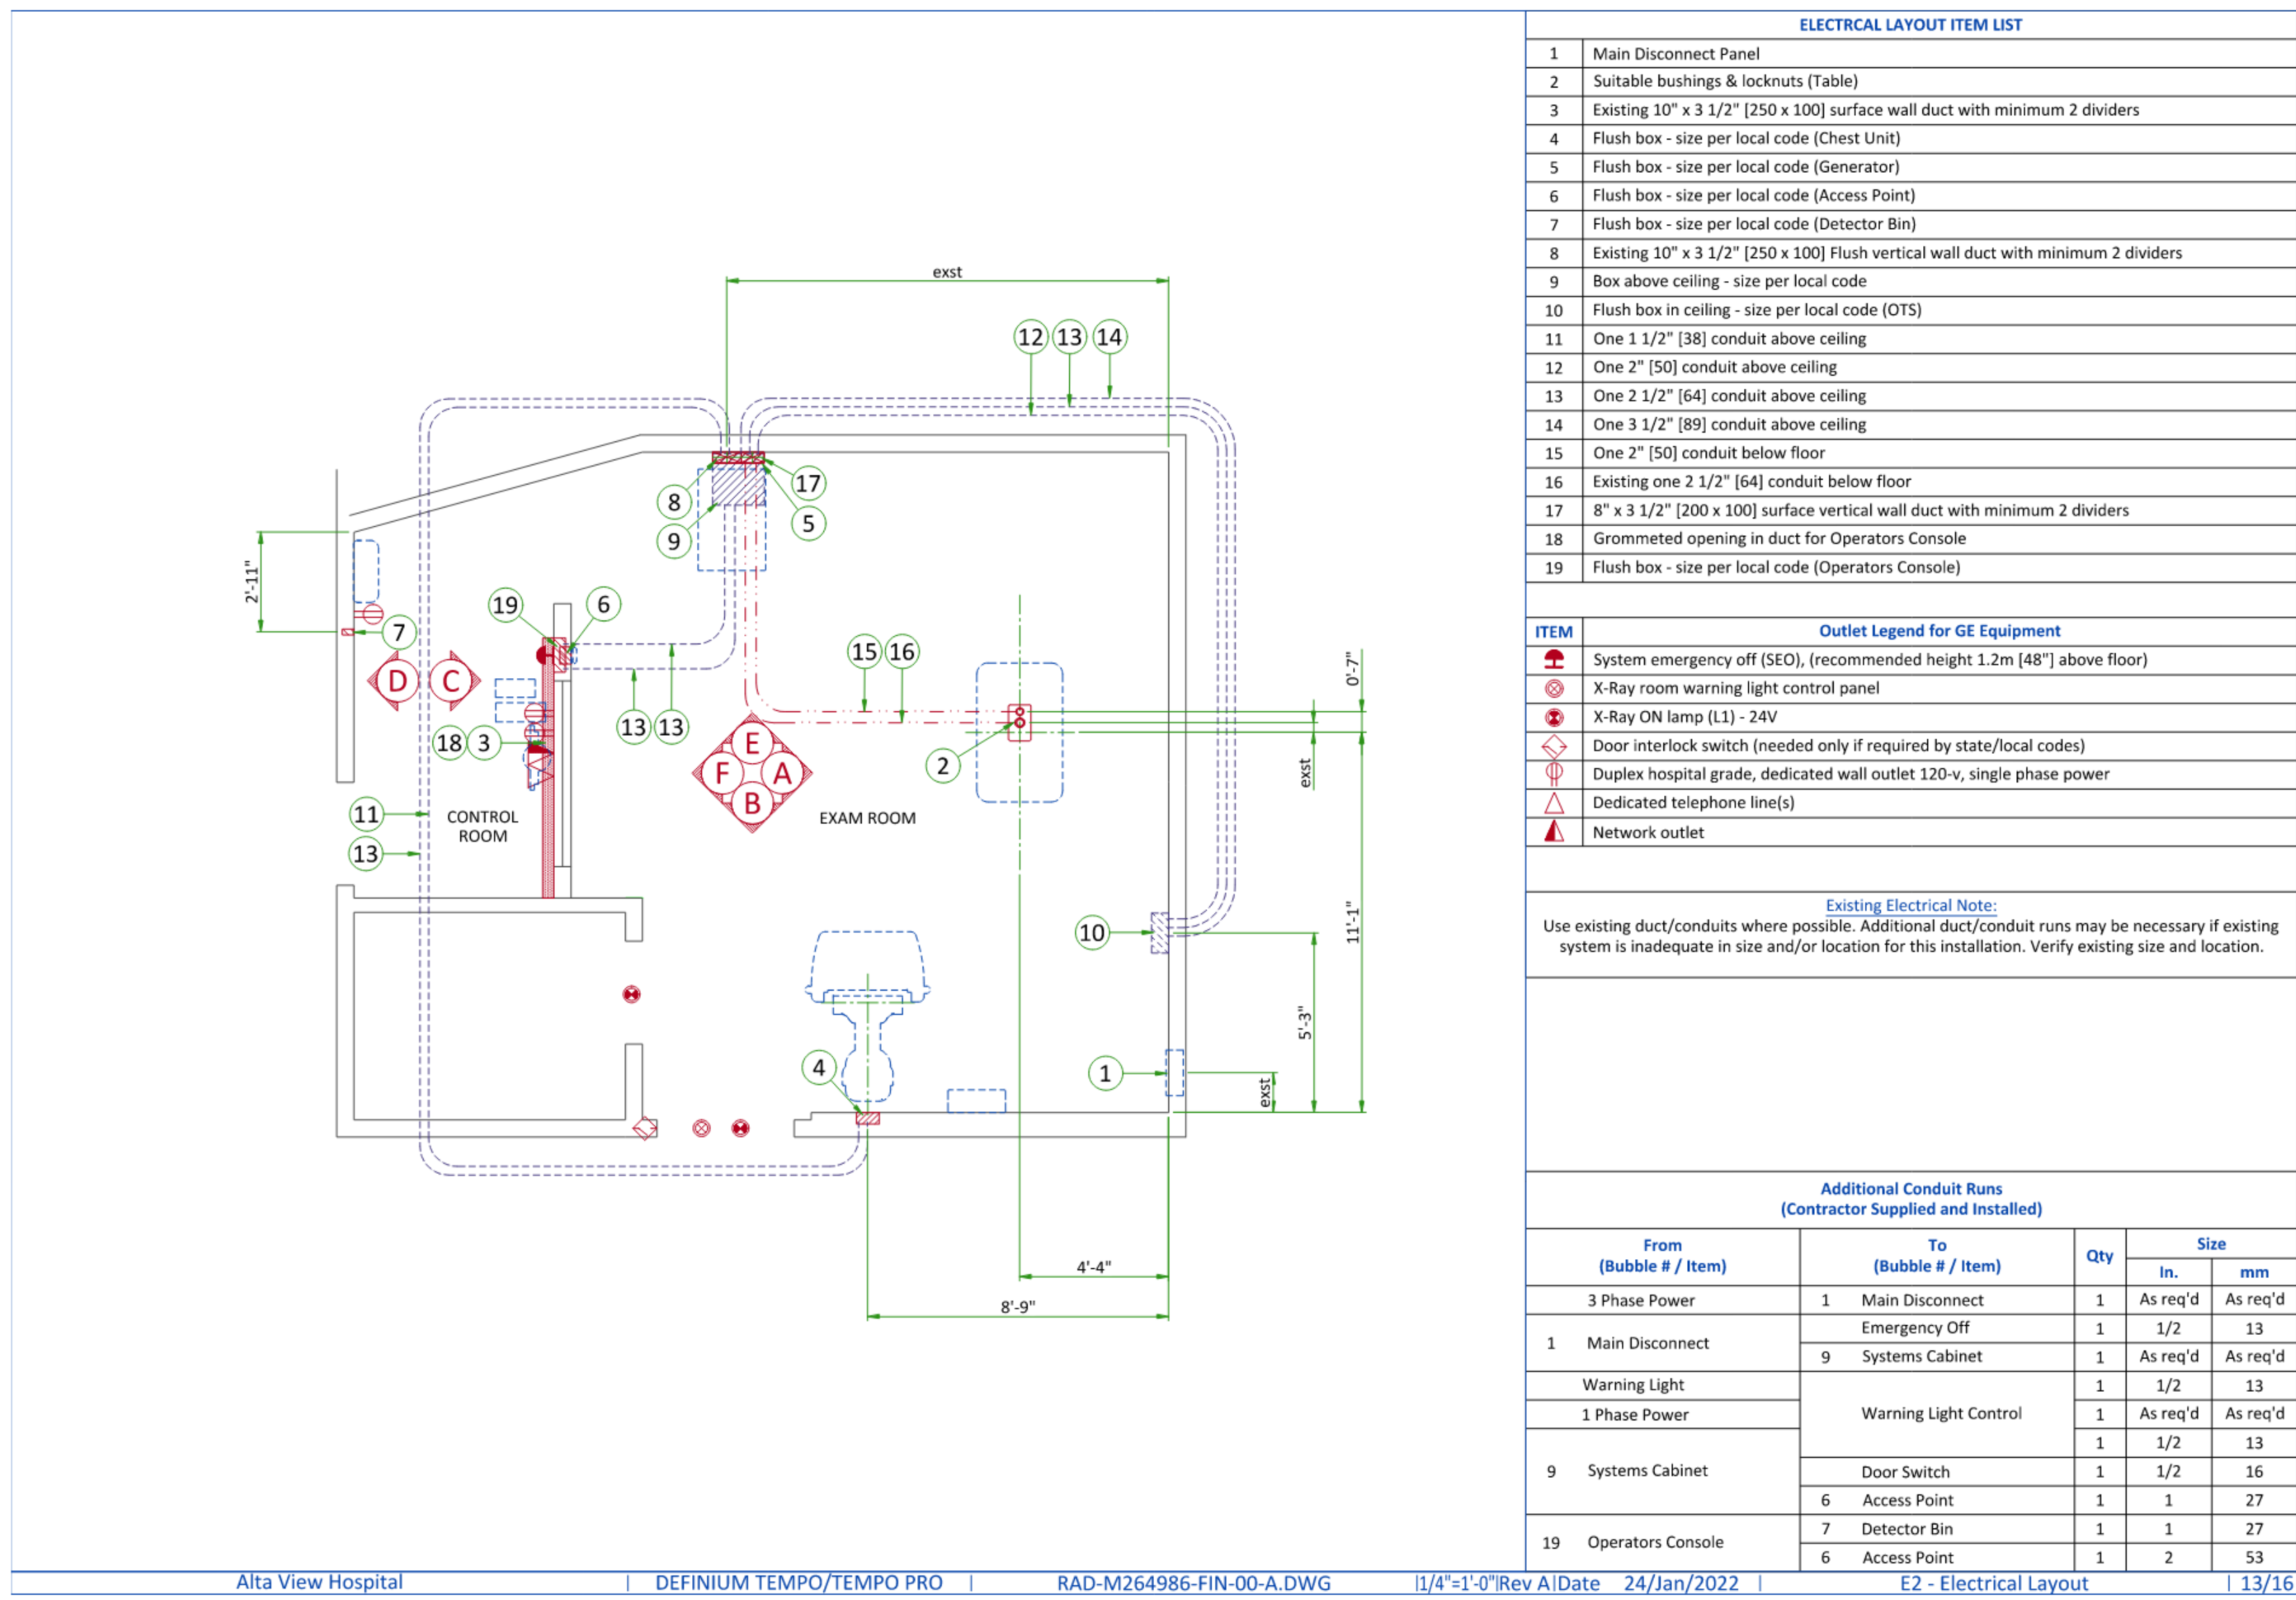 ELECTRCAL LAYOUT ITEM LIST
1 Main Disconnect Panel
2 Suitable bushings & locknuts (Table)
3 Existing 10" x 3 1/2" [250 x 100] surface wall duct with minimum 2 dividers
4 Flush box - size per local code (Chest Unit)
5 Flush box - size per local code (Generator)
6 Flush box - size per local code (Access Point)
7 Flush box - size per local code (Detector Bin)
8 Existing 10" x 3 1/2" [250 x 100] Flush vertical wall duct with minimum 2 dividers
9 Box above ceiling - size per local code
10 Flush box in ceiling - size per local code (OTS)
11 One 1 1/2" [38] conduit above ceiling
12 One 2" [50] conduit above ceiling
13 One 2 1/2" [64] conduit above ceiling
14 One 3 1/2" [89] conduit above ceiling
15 One 2" [50] conduit below floor
16 Existing one 2 1/2" [64] conduit below floor
17 8" x 3 1/2" [200 x 100] surface vertical wall duct with minimum 2 dividers
18 Grommeted opening in duct for Operators Console
19 Flush box - size per local code (Operators Console)
ITEM Outlet Legend for GE Equipment
System emergency off (SEO), (recommended height 1.2m [48"] above floor)
X-Ray room warning light control panel
X-Ray ON lamp (L1) - 24V
Door interlock switch (needed only if required by state/local codes)
Duplex hospital grade, dedicated wall outlet 120-v, single phase power
Dedicated telephone line(s)
Network outlet
Existing Electrical Note:
Use existing duct/conduits where possible. Additional duct/conduit runs may be necessary if existing
system is inadequate in size and/or location for this installation. Verify existing size and location.
Additional Conduit Runs
(Contractor Supplied and Installed)
From
(Bubble # / Item)
To
(Bubble # / Item)
Qty
Size
In. mm
3 Phase Power 1 Main Disconnect 1 As req'd As req'd
1 Main Disconnect
Emergency Off 1 1/2 13
9 Systems Cabinet 1 As req'd As req'd
Warning Light 1 1/2 13
1 Phase Power Warning Light Control 1 As req'd As req'd
1 1/2 13
9 Systems Cabinet
Door Switch 1 1/2 16
6 Access Point 1 1 27
19 Operators Console
7 Detector Bin 1 1 27
6 Access Point 1 2 53
exst
12 13 14
8
17
9
5
2'-11"
19
6
7
D C
15 16
0'-7"
13 13
18 3
E
F A
B
2
exst
11
13
CONTROL
ROOM
EXAM ROOM
10
11'-1"
5'-3"
4
1
exst
4'-4"
8'-9"
Alta View Hospital | DEFINIUM TEMPO/TEMPO PRO | RAD-M264986-FIN-00-A.DWG |1/4"=1'-0"|Rev A|Date 24/Jan/2022 | E2 - Electrical Layout | 13/16